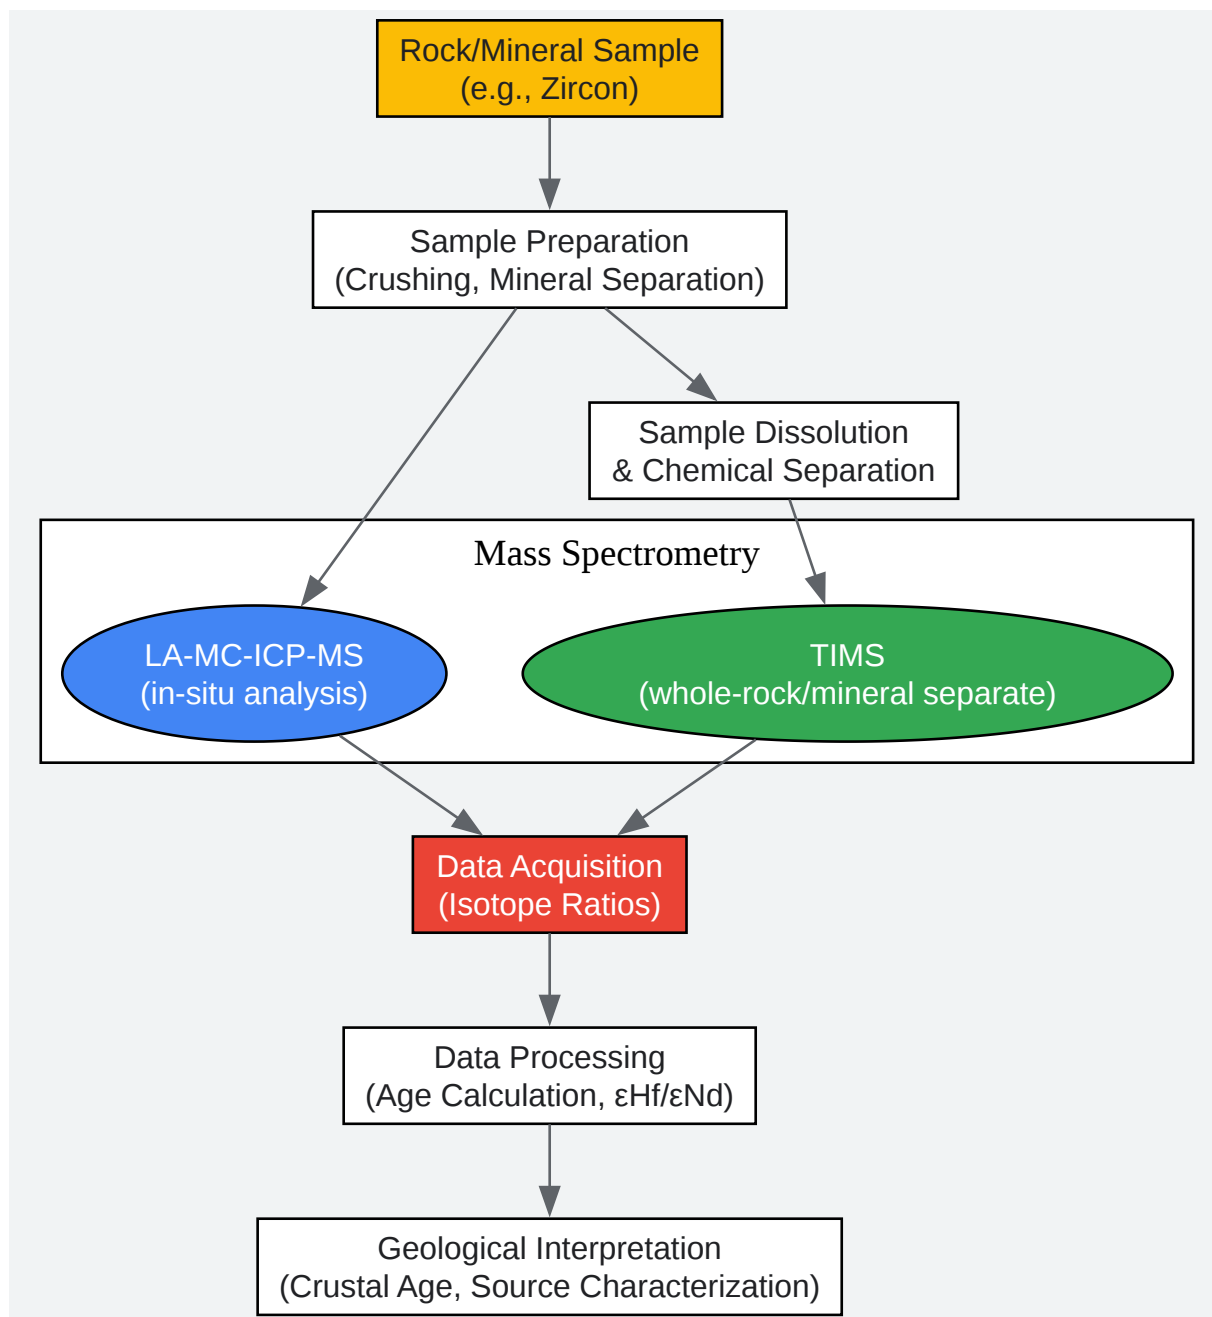 Rock/Mineral Sample
(e.g., Zircon)
Sample Preparation
(Crushing, Mineral Separation)
Sample Dissolution
& Chemical Separation
Mass Spectrometry
LA-MC-ICP-MS
(in-situ analysis)
TIMS
(whole-rock/mineral separate)
Data Acquisition
(Isotope Ratios)
Data Processing
(Age Calculation, εHf/εNd)
Geological Interpretation
(Crustal Age, Source Characterization)